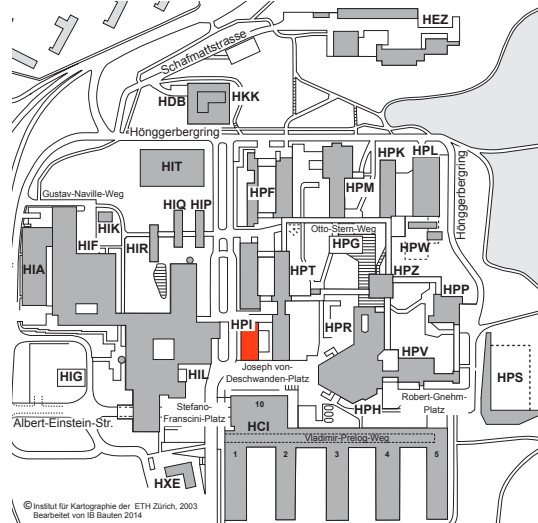 HEZ
Schafmattstrasse
HDB
HKK
Hönggerbergring
HIT
HPF
HPM
HPK
HPL
Hönggerbergring
Gustav-Naville-Weg
HIK
HIQ
HIP
HIR
HIF
HIA
Otto-Stern-Weg
HPG
HPW
HPT
HPZ
HPP
HPI
HPR
HPV
HPS
Joseph von-
Deschwanden-Platz
HIG
HIL
Stefano-
Franscini-Platz
HPH
Robert-Gnehm-
Platz
Albert-Einstein-Str.
10
HCI
Vladimir-Prelog-Weg
1
2
3
4
5
HXE
© Institut für Kartographie der ETH Zürich, 2003
Bearbeitet von IB Bauten 2014